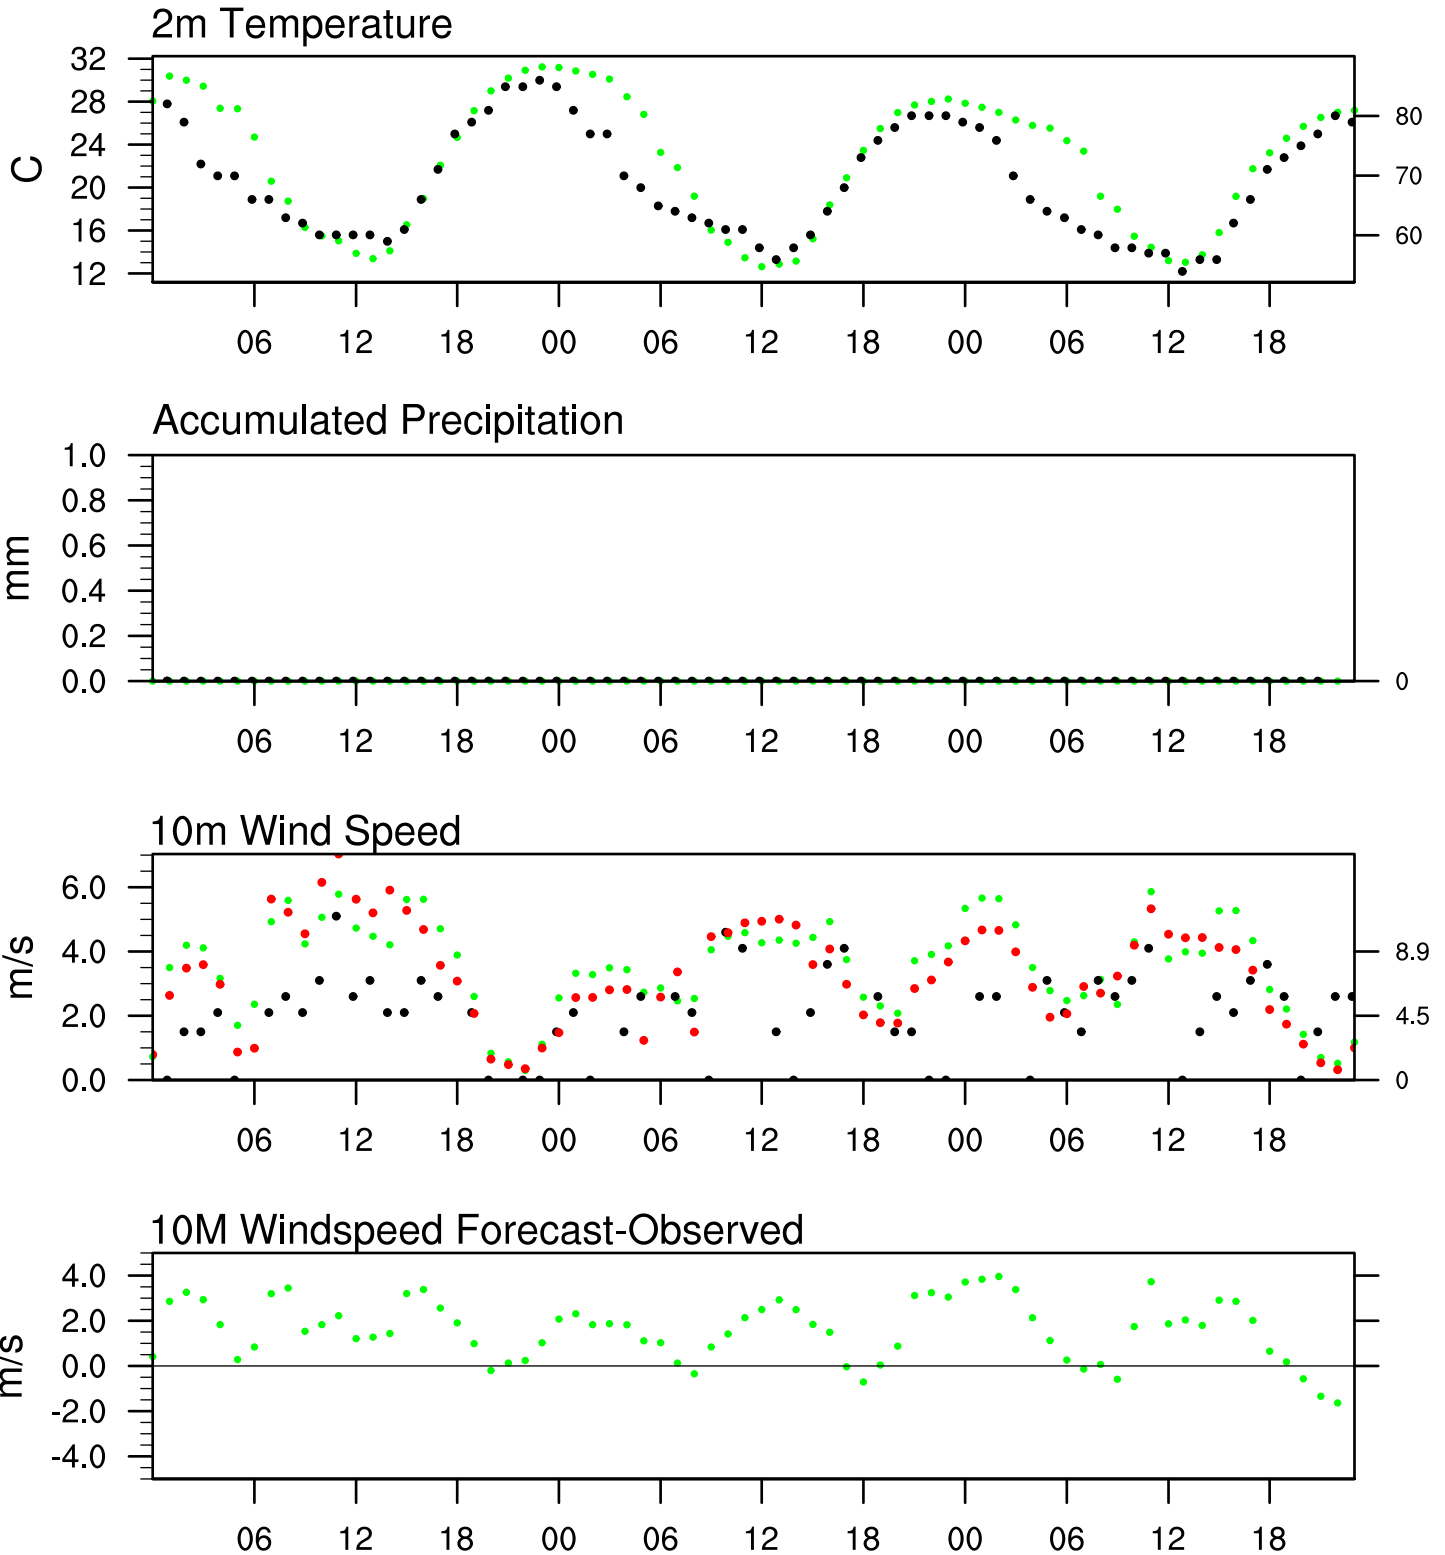 2m Temperature
32
28
24
20
16
12
C
80
70
60
06 12 18 00 06 12 18 00 06 12 18
Accumulated Precipitation
1.0
0.8
0.6
0.4
0.2
0.0
mm
0
06 12 18 00 06 12 18 00 06 12 18
10m Wind Speed
6.0
4.0
2.0
0.0
m/s
8.9
4.5
0
06 12 18 00 06 12 18 00 06 12 18
10M Windspeed Forecast-Observed
4.0
2.0
0.0
-2.0
-4.0
m/s
06 12 18 00 06 12 18 00 06 12 18